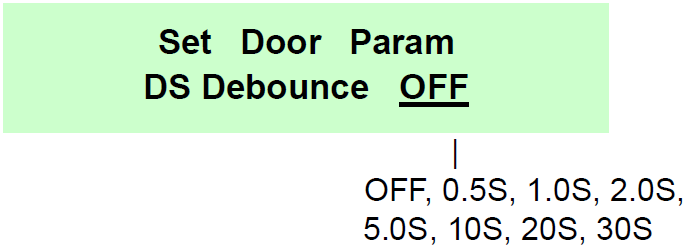 Set Door Param
DS Debounce OFF
|
OFF, 0.5S, 1.0S, 2.0S,
5.0S, 10S, 20S, 30S